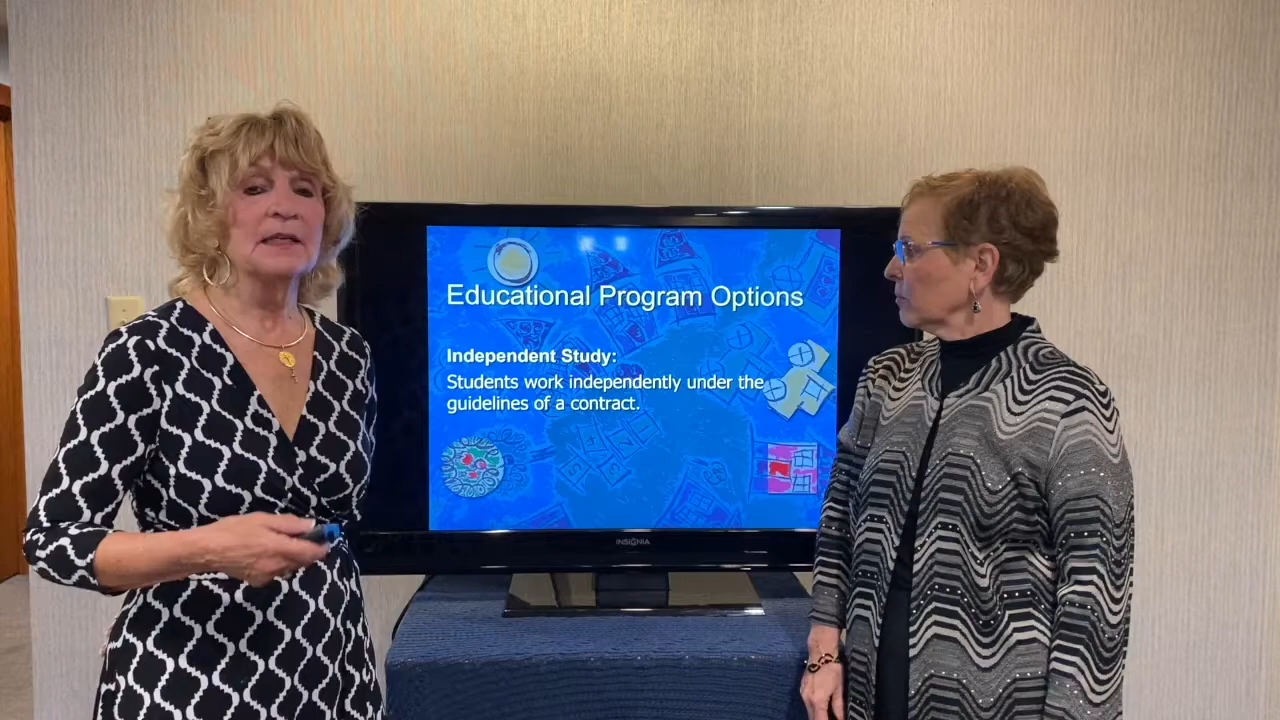 Educational Program Options
Independent Study:
Students work independently under the
guidelines of a contract.
INSIGNIA